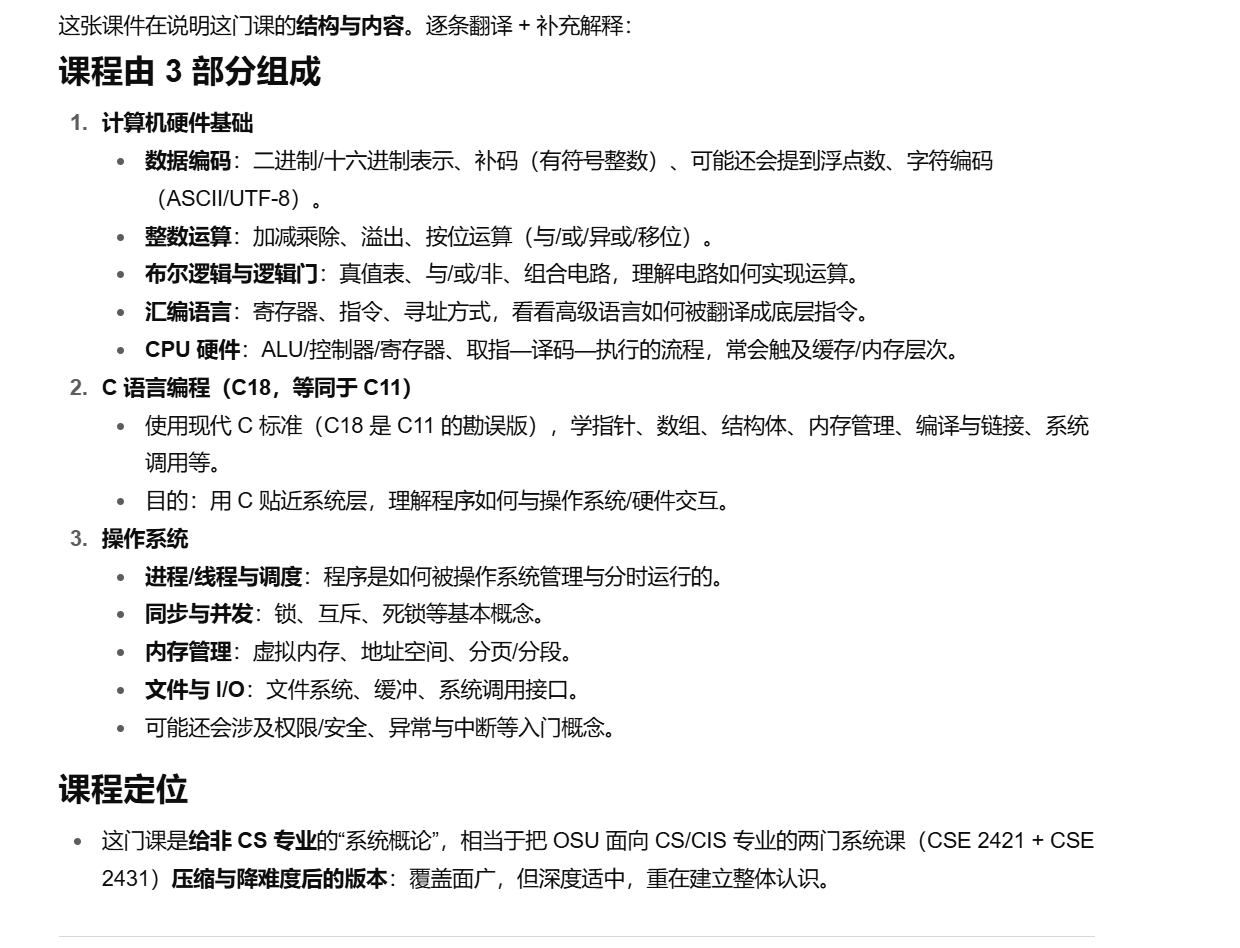 这张课件在说明这门课的结构与内容。逐条翻译 + 补充解释：
课程由 3 部分组成
1. 计算机硬件基础
• 数据编码：二进制/十六进制表示、补码（有符号整数）、可能还会提到浮点数、字符编码
（ASCII/UTF-8）。
• 整数运算：加减乘除、溢出、按位运算（与/或/异或/移位）。
• 布尔逻辑与逻辑门：真值表、与/或/非、组合电路，理解电路如何实现运算。
• 汇编语言：寄存器、指令、寻址方式，看看高级语言如何被翻译成底层指令。
• CPU 硬件：ALU/控制器/寄存器、取指—译码—执行的流程，常会触及缓存/内存层次。
2. C 语言编程（C18，等同于 C11）
• 使用现代 C 标准（C18 是 C11 的勘误版），学指针、数组、结构体、内存管理、编译与链接、系统
调用等。
• 目的：用 C 贴近系统层，理解程序如何与操作系统/硬件交互。
3. 操作系统
• 进程/线程与调度：程序是如何被操作系统管理与分时运行的。
• 同步与并发：锁、互斥、死锁等基本概念。
• 内存管理：虚拟内存、地址空间、分页/分段。
• 文件与 I/O：文件系统、缓冲、系统调用接口。
• 可能还会涉及权限/安全、异常与中断等入门概念。
课程定位
• 这门课是给非 CS 专业的“系统概论”，相当于把 OSU 面向 CS/CIS 专业的两门系统课（CSE 2421 + CSE
2431）压缩与降难度后的版本：覆盖面广，但深度适中，重在建立整体认识。